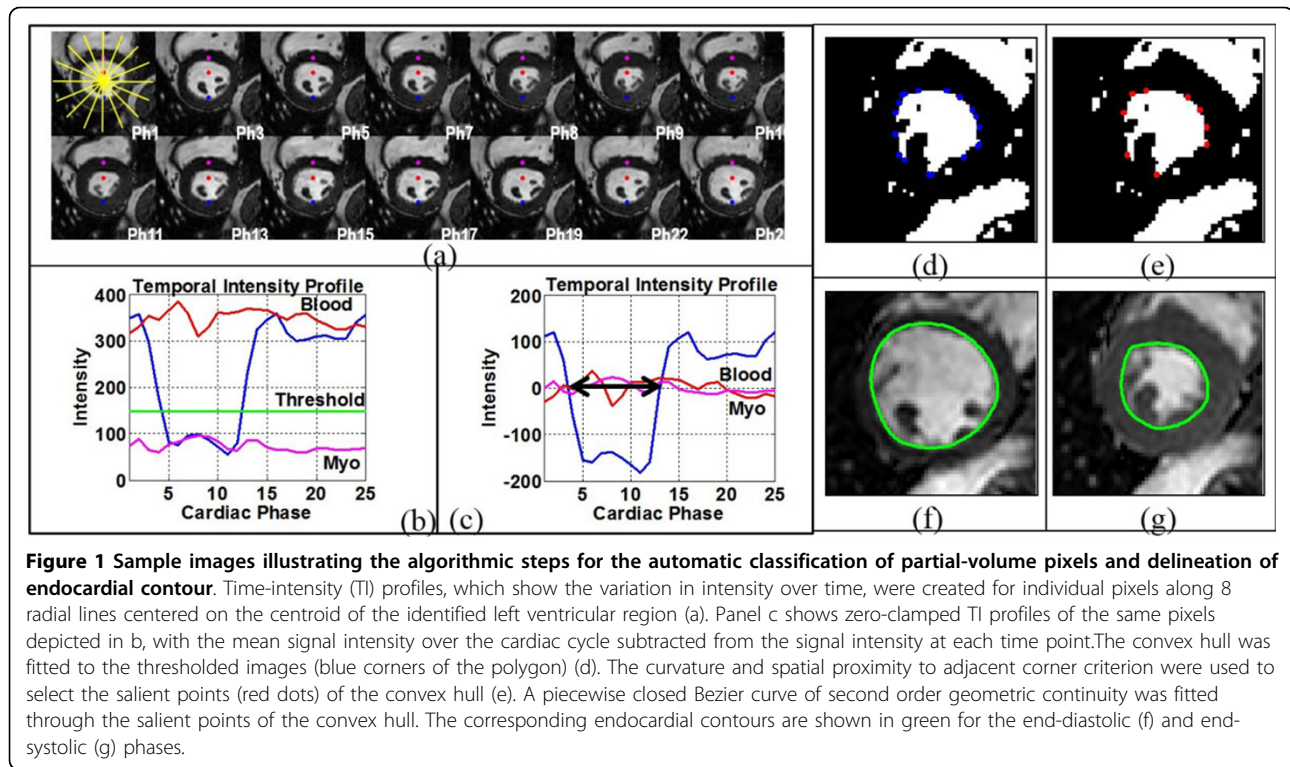 Ph1 Ph3 Ph5 Ph7 Ph8 Ph9
Ph11 Ph13 Ph15 Ph17 Ph19 Ph22
(a)
Temporal Intensity Profile
400
300
200
100
0
Intensity
Blood
Threshold
Myo
5 10 15 20 25
Cardiac Phase
(b)
Temporal Intensity Profile
200
100
0
-100
-200
Intensity
Blood
Myo
5 10 15 20 25
Cardiac Phase
(c)
(d)
(e)
(f)
(g)
Figure 1 Sample images illustrating the algorithmic steps for the automatic classification of partial-volume pixels and delineation of
endocardial contour. Time-intensity (TI) profiles, which show the variation in intensity over time, were created for individual pixels along 8
radial lines centered on the centroid of the identified left ventricular region (a). Panel c shows zero-clamped TI profiles of the same pixels
depicted in b, with the mean signal intensity over the cardiac cycle subtracted from the signal intensity at each time point.The convex hull was
fitted to the thresholded images (blue corners of the polygon) (d). The curvature and spatial proximity to adjacent corner criterion were used to
select the salient points (red dots) of the convex hull (e). A piecewise closed Bezier curve of second order geometric continuity was fitted
through the salient points of the convex hull. The corresponding endocardial contours are shown in green for the end-diastolic (f) and end-
systolic (g) phases.